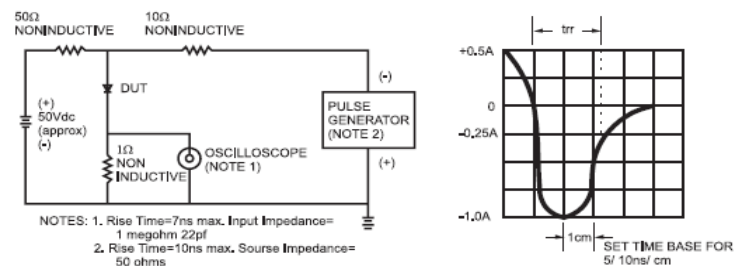 50Ω
NONINDUCTIVE
10Ω
NONINDUCTIVE
DUT
(+)
50Vdc
(approx)
(-)
1Ω
NON
INDUCTIVE
OSCILLOSCOPE
(NOTE 1)
(-)
PULSE
GENERATOR
(NOTE 2)
(+)
NOTES: 1. Rise Time=7ns max. Input Impedance=
1 megohm 22pf
2. Rise Time=10ns max. Sourse Impedance=
50 ohms
trr
+0.5A
0
-0.25A
-1.0A
1cm
SET TIME BASE FOR
5/ 10ns/ cm